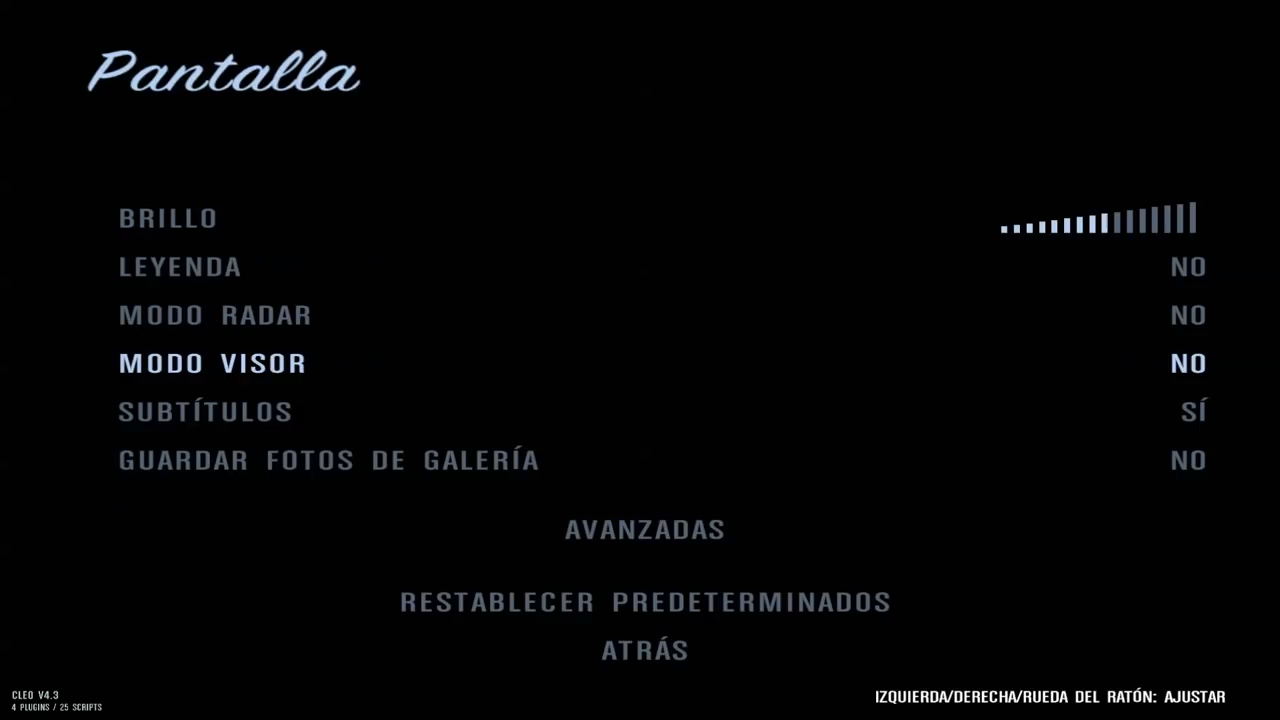 Pantalla
BRILLO
LEYENDA NO
MODO RADAR NO
MODO VISOR NO
SUBTÍTULOS SÍ
GUARDAR FOTOS DE GALERÍA NO
AVANZADAS
RESTABLECER PREDETERMINADOS
ATRÁS
CLEO V4.3
4 PLUGINS / 25 SCRIPTS
IZQUIERDA/DERECHA/RUEDA DEL RATÓN: AJUSTAR